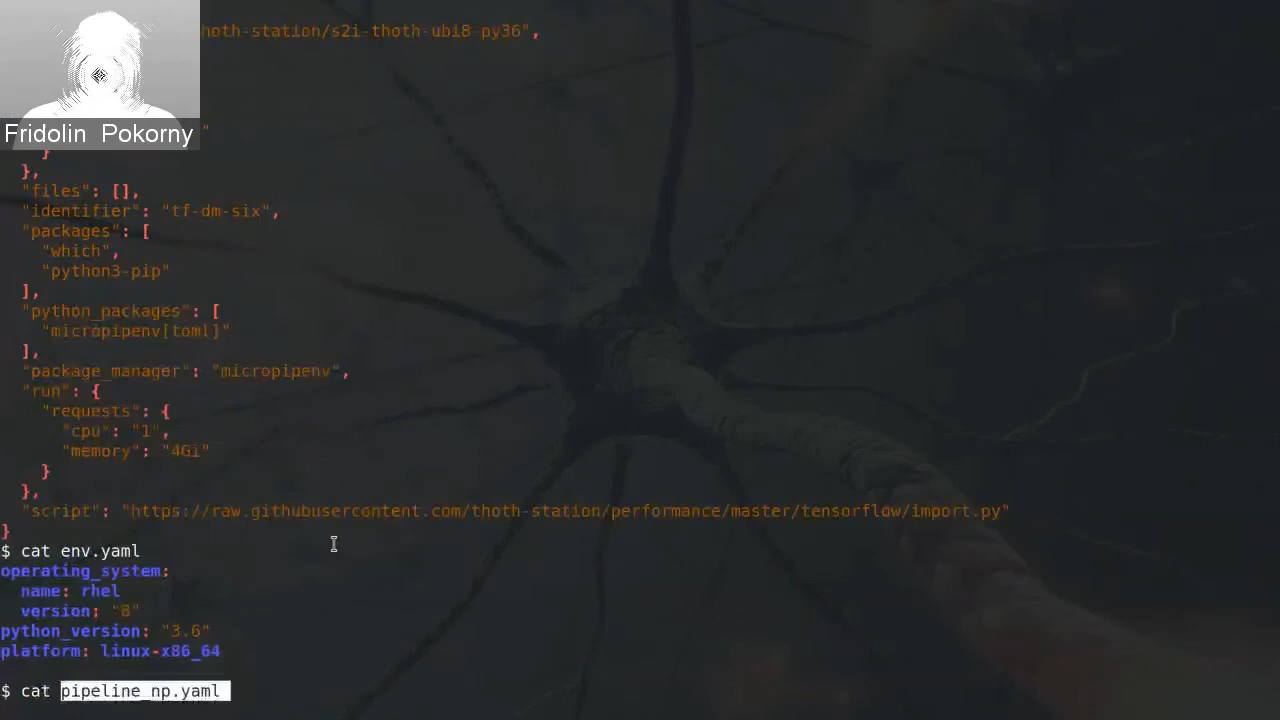 hoth-station/s2i-thoth-ubi8-py36",
Fridolin Pokorny
"
}
},
"files": [],
"identifier": "tf-dm-six",
"packages": [
"which",
"python3-pip"
],
"python_packages": [
"micropipenv[toml]"
],
"package_manager": "micropipenv",
"run": {
"requests": {
"cpu": "1",
"memory": "4Gi"
}
},
"script": "https://raw.githubusercontent.com/thoth-station/performance/master/tensorflow/import.py"
}
$ cat env.yaml
operating_system:
name: rhel
version: "8"
python_version: "3.6"
platform: linux-x86_64
$ cat pipeline_np.yaml